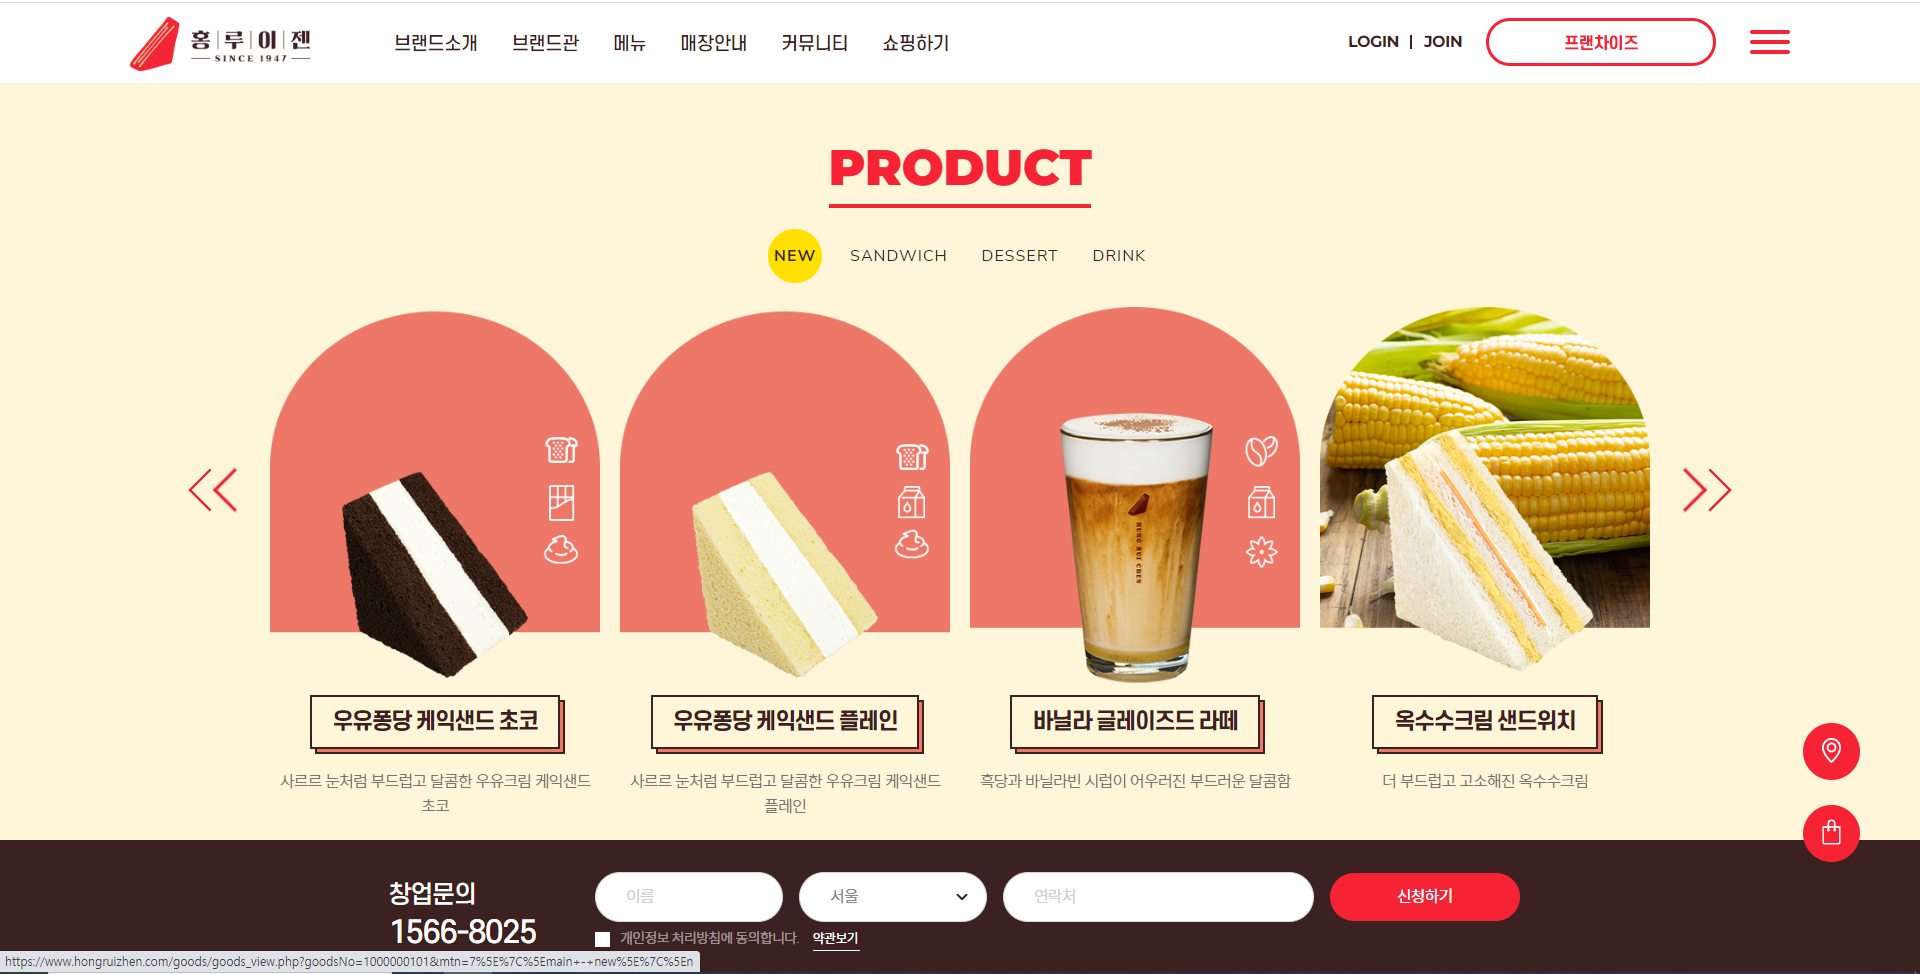 홍루이젠
SINCE 1947
브랜드소개 브랜드관 메뉴 매장안내 커뮤니티 쇼핑하기
LOGIN | JOIN
프랜차이즈
PRODUCT
NEW SANDWICH DESSERT DRINK
HUNG RUI CHEN
우유퐁당 케익샌드 초코
사르르 눈처럼 부드럽고 달콤한 우유크림 케익샌드
초코
우유퐁당 케익샌드 플레인
사르르 눈처럼 부드럽고 달콤한 우유크림 케익샌드
플레인
바닐라 글레이즈드 라떼
흑당과 바닐라빈 시럽이 어우러진 부드러운 달콤함
옥수수크림 샌드위치
더 부드럽고 고소해진 옥수수크림
창업문의
1566-8025
이름
서울
연락처
신청하기
개인정보 처리방침에 동의합니다. 약관보기
https://www.hongruizhen.com/goods/goods_view.php?goodsNo=1000000101&mtn=7%5E%7C%5Emain+-+new%5E%7C%5En